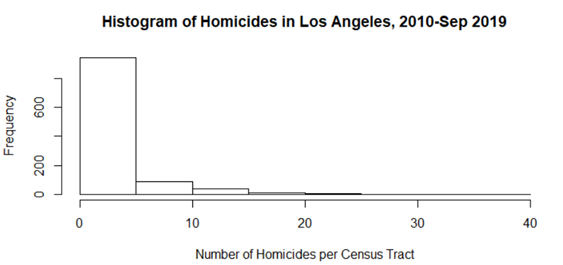 Histogram of Homicides in Los Angeles, 2010-Sep 2019
Frequency
600
200
0
0 10 20 30 40
Number of Homicides per Census Tract